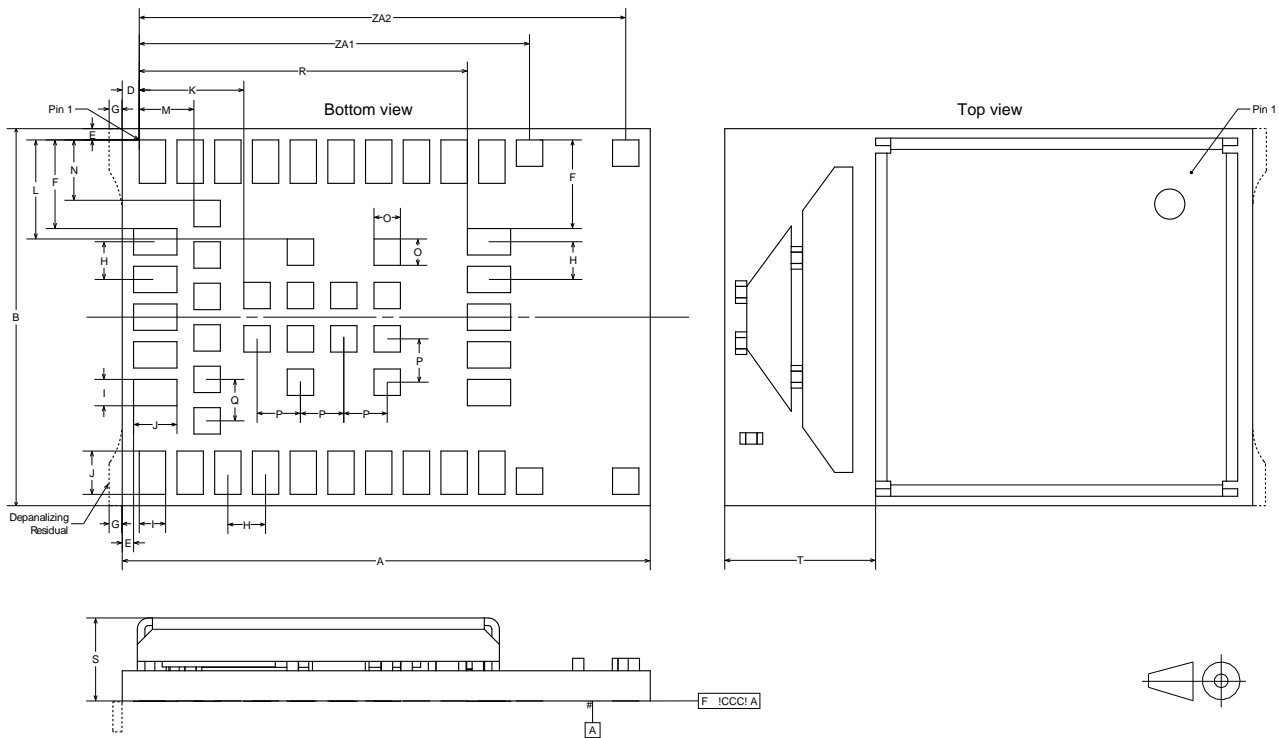 ZA2
ZA1
R
D
K
G
M
Pin 1
Bottom view
Top view
Pin 1
E
N
F
L
F
O
O
H
H
B
P
I
Q
P
P
P
J
J
Depanalizing
Residual
G
I
H
E
A
T
S
F !CCC! A
#
A